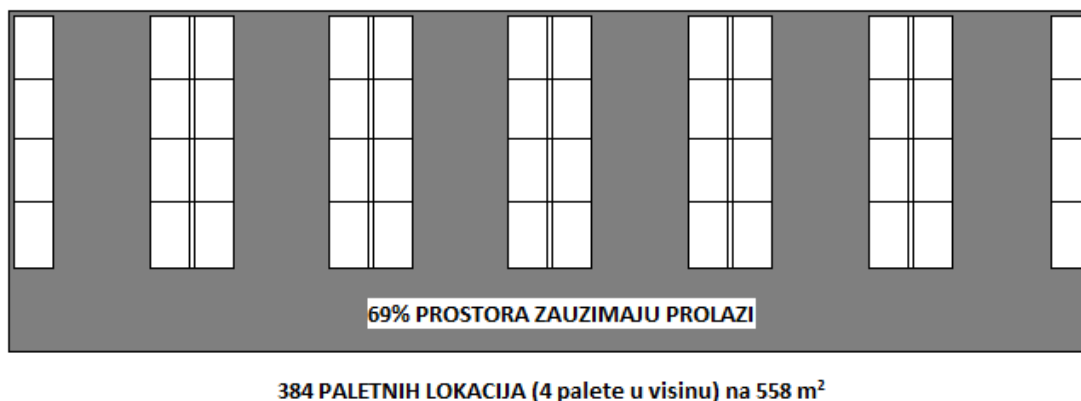 69% PROSTORA ZAUZIMAJU PROLAZI
384 PALETNIH LOKACIJA (4 palete u visinu) na 558 m²